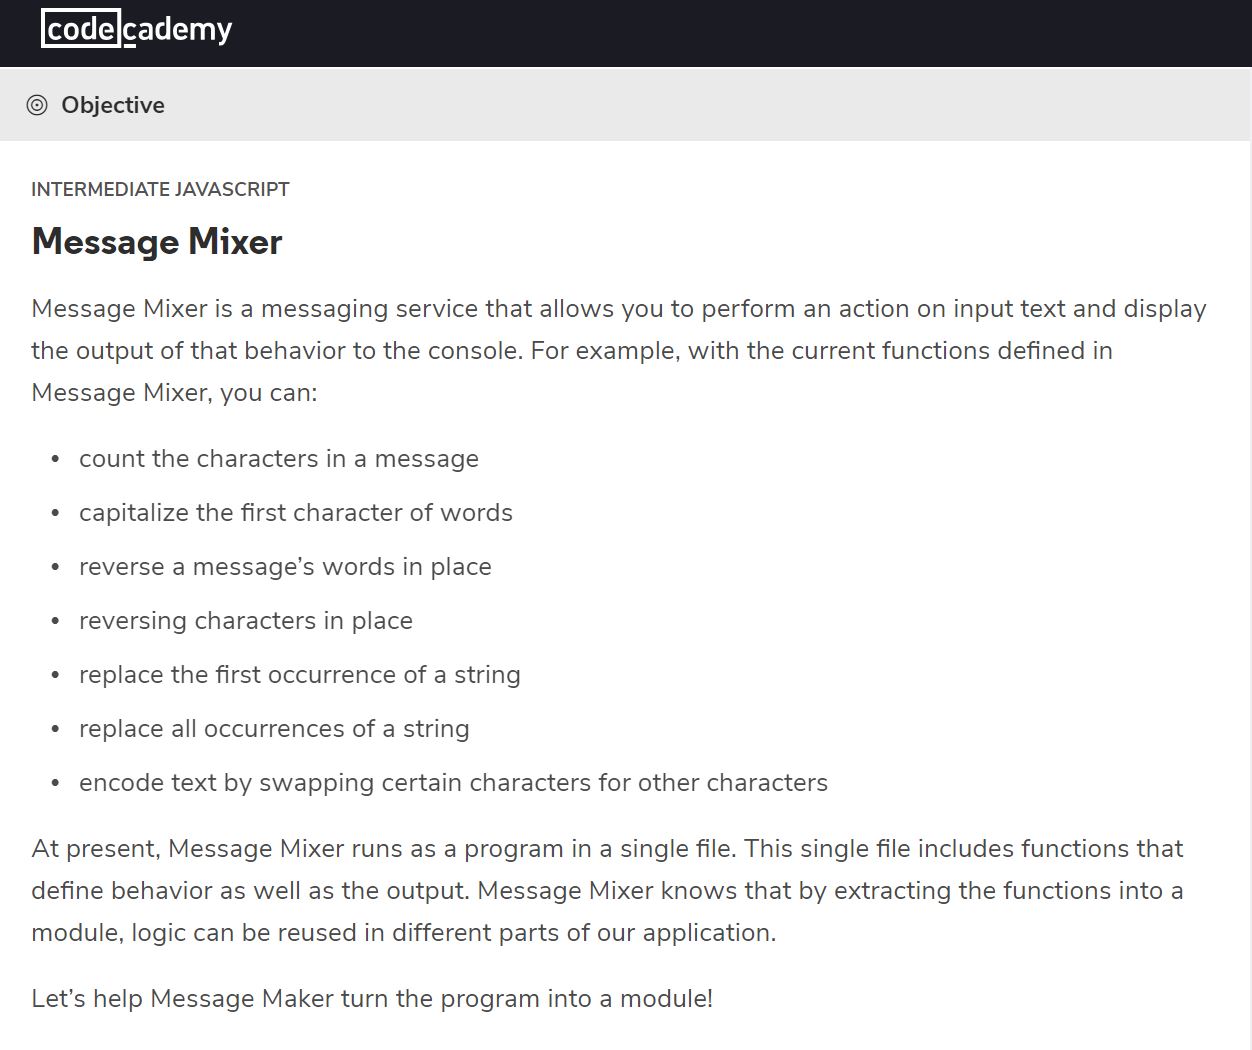 codecademy
Objective
INTERMEDIATE JAVASCRIPT
Message Mixer
Message Mixer is a messaging service that allows you to perform an action on input text and display
the output of that behavior to the console. For example, with the current functions defined in
Message Mixer, you can:
• count the characters in a message
• capitalize the first character of words
• reverse a message’s words in place
• reversing characters in place
• replace the first occurrence of a string
• replace all occurrences of a string
• encode text by swapping certain characters for other characters
At present, Message Mixer runs as a program in a single file. This single file includes functions that
define behavior as well as the output. Message Mixer knows that by extracting the functions into a
module, logic can be reused in different parts of our application.
Let’s help Message Maker turn the program into a module!